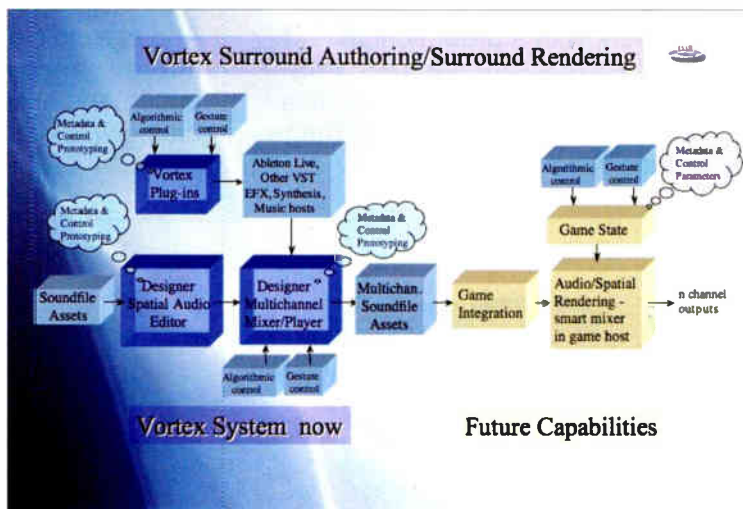 Vortex Surround Authoring/Surround Rendering
Metadata &
Control
Prototyping
Algorithmic
control
Gesture
control
Vortex
Plug-ins
Ableton Live,
Other VST
EFX, Synthesis,
Music hosts
Metadata &
Control
Prototyping
Metadata &
Control
Prototyping
Algorithmic
control
Gesture
control
Metadata &
Control
Parameters
Game State
Soundfile
Assets
Designer
Spatial Audio
Editor
Designer
Multichannel
Mixer/Player
Multichan.
Soundfile
Assets
Game
Integration
Audio/Spatial
Rendering -
smart mixer
in game host
n channel
outputs
Algorithmic
control
Gesture
control
Vortex System now
Future Capabilities